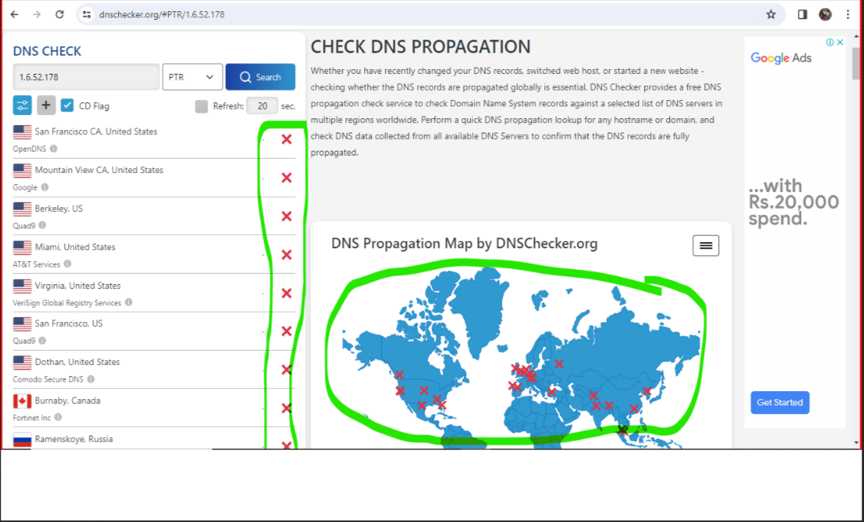 dnschecker.org/#PTR/1.6.52.178
DNS CHECK
1.6.52.178
PTR
Search
CD Flag
Refresh: 20 sec.
San Francisco CA, United States
OpenDNS
Mountain View CA, United States
Google
Berkeley, US
Quad9
Miami, United States
AT&T Services
Virginia, United States
VeriSign Global Registry Services
San Francisco, US
Quad9
Dothan, United States
Comodo Secure DNS
Burnaby, Canada
Fortinet Inc
Ramenskoye, Russia
CHECK DNS PROPAGATION
Whether you have recently changed your DNS records, switched web host, or started a new website -
checking whether the DNS records are propagated globally is essential. DNS Checker provides a free DNS
propagation check service to check Domain Name System records against a selected list of DNS servers in
multiple regions worldwide. Perform a quick DNS propagation lookup for any hostname or domain, and
check DNS data collected from all available DNS Servers to confirm that the DNS records are fully
propagated.
DNS Propagation Map by DNSChecker.org
Google Ads
...with
Rs.20,000
spend.
Get Started